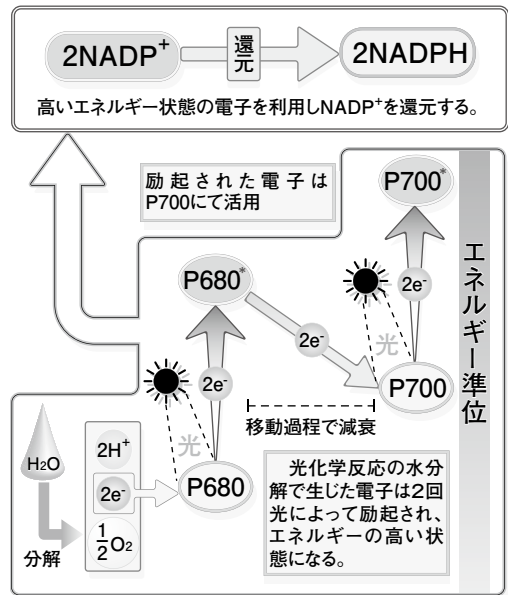 2NADP⁺
還元
2NADPH
高いエネルギー状態の電子を利用しNADP⁺を還元する。
励起された電子は
P700にて活用
P700*
エネルギー準位
P680*
2e⁻
2e⁻
光
P700
2e⁻
移動過程で減衰
光
P680
H₂O
分解
2H⁺
2e⁻
1/2 O₂
光化学反応の水分
解で生じた電子は2回
光によって励起され、
エネルギーの高い状
態になる。